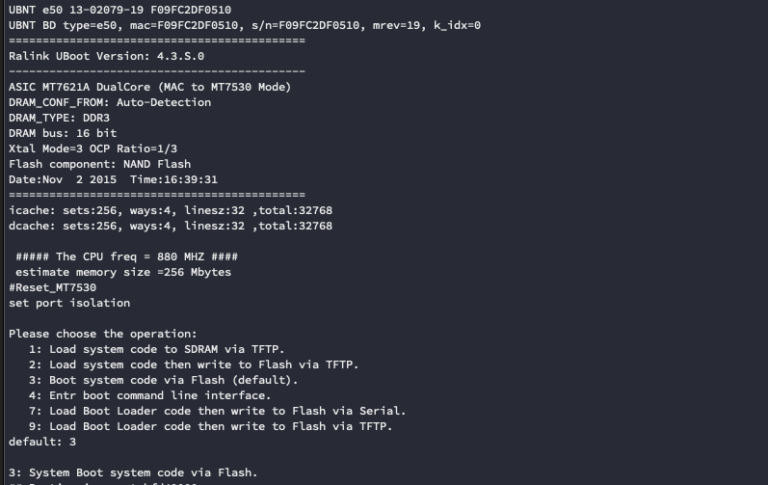 UBNT e50 13-02079-19 F09FC2DF0510
UBNT BD type=e50, mac=F09FC2DF0510, s/n=F09FC2DF0510, mrev=19, k_idx=0
============================================
Ralink UBoot Version: 4.3.S.0
--------------------------------------------
ASIC MT7621A DualCore (MAC to MT7530 Mode)
DRAM_CONF_FROM: Auto-Detection
DRAM_TYPE: DDR3
DRAM bus: 16 bit
Xtal Mode=3 OCP Ratio=1/3
Flash component: NAND Flash
Date:Nov  2 2015  Time:16:39:31
============================================
icache: sets:256, ways:4, linesz:32 ,total:32768
dcache: sets:256, ways:4, linesz:32 ,total:32768
##### The CPU freq = 880 MHZ ####
estimate memory size =256 Mbytes
#Reset_MT7530
set port isolation
Please choose the operation:
1: Load system code to SDRAM via TFTP.
2: Load system code then write to Flash via TFTP.
3: Boot system code via Flash (default).
4: Entr boot command line interface.
7: Load Boot Loader code then write to Flash via Serial.
9: Load Boot Loader code then write to Flash via TFTP.
default: 3
3: System Boot system code via Flash.